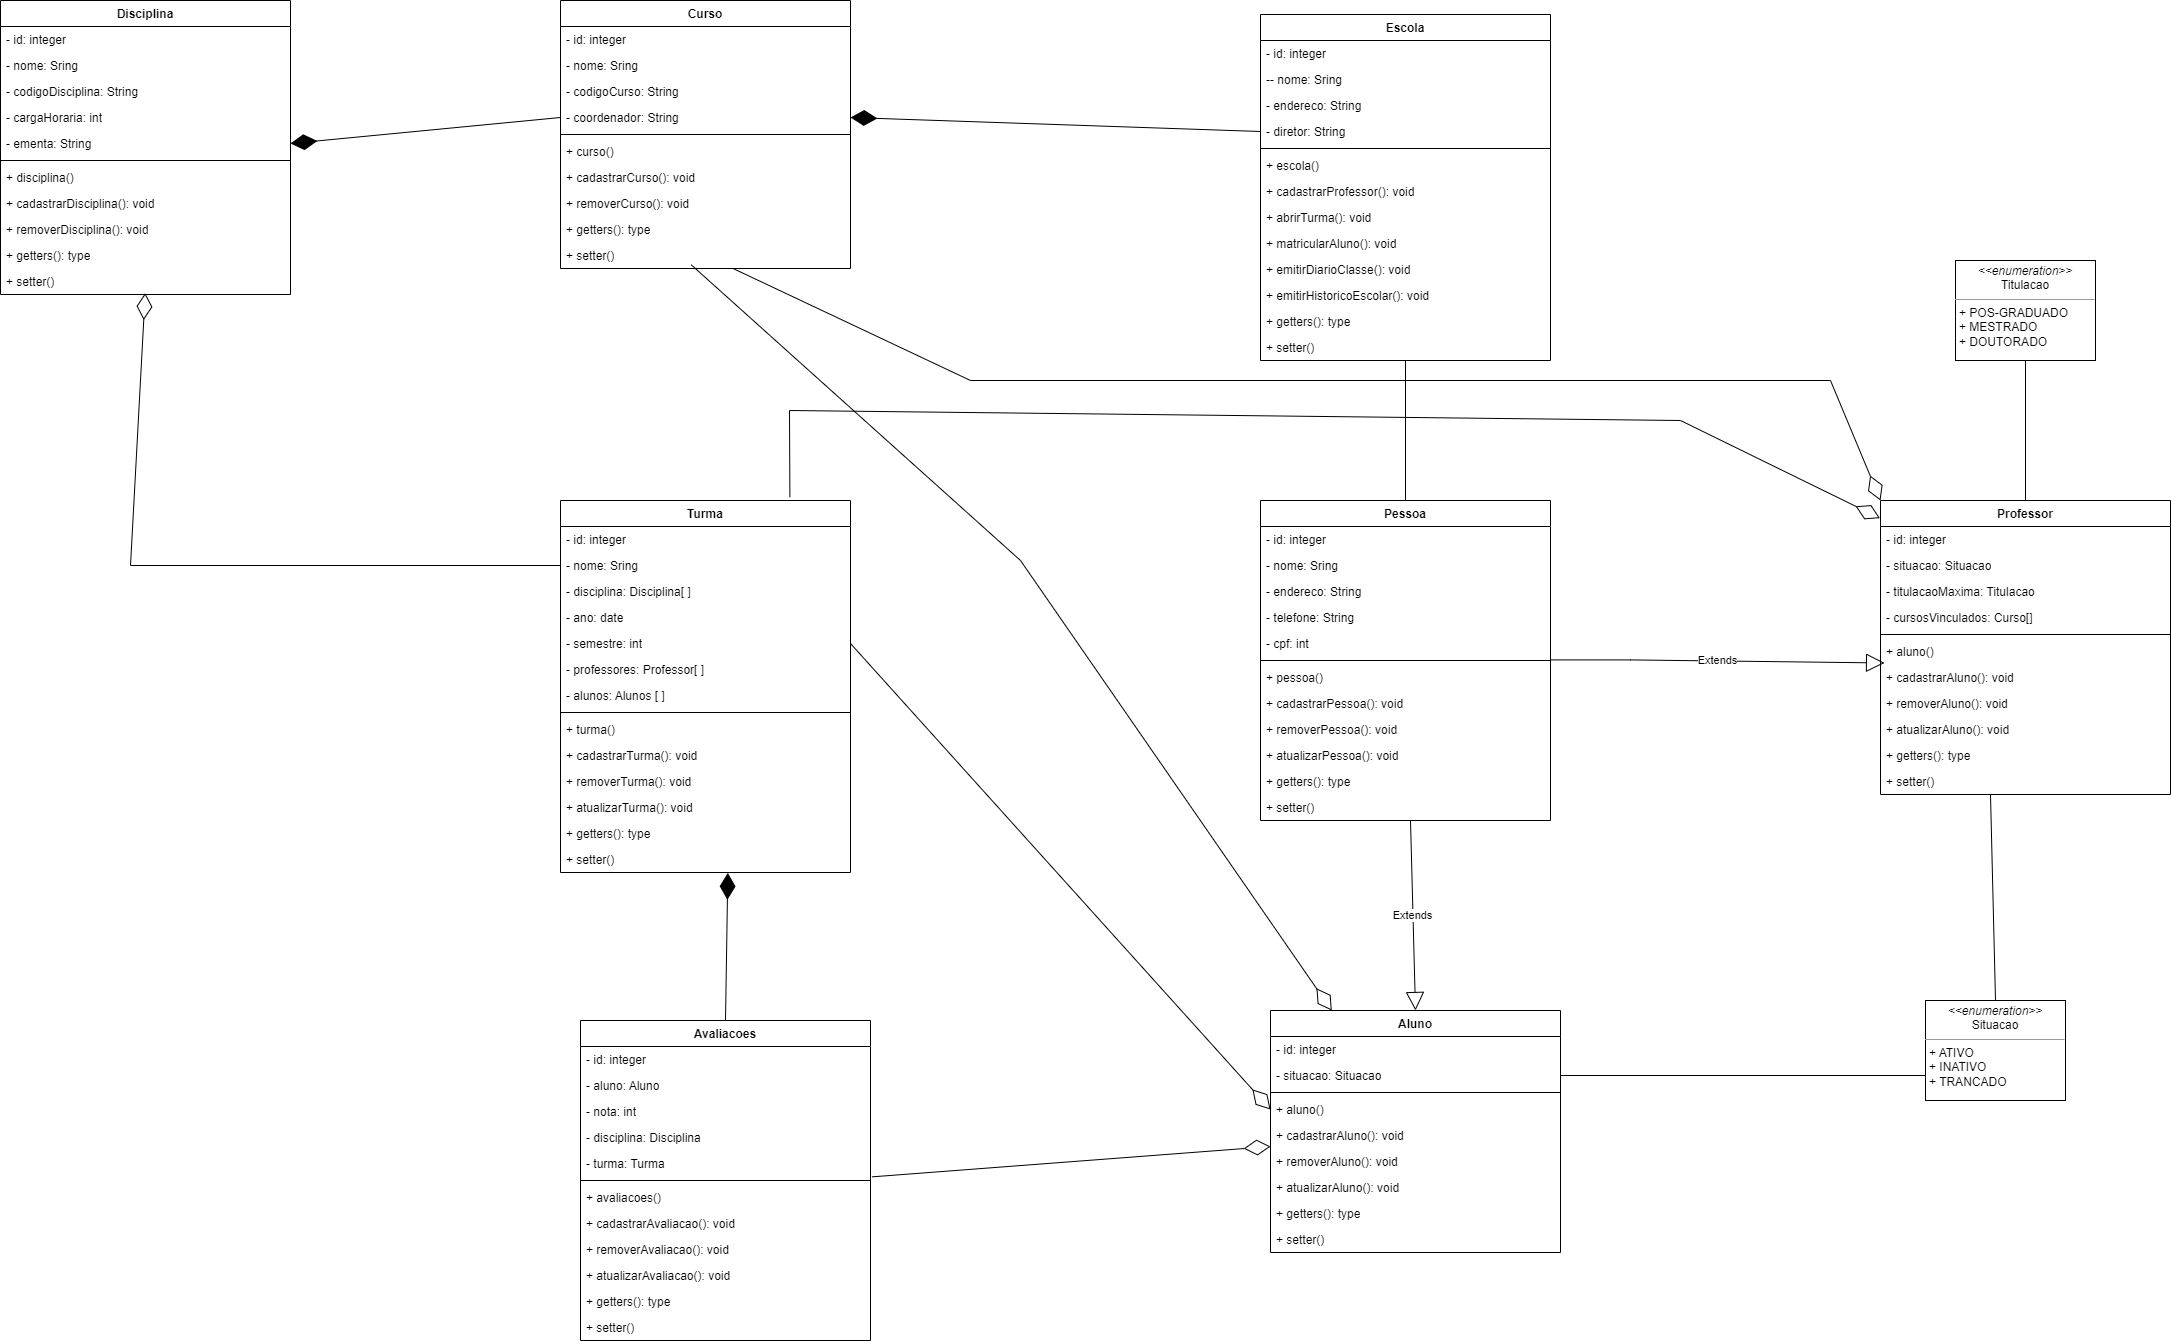 Disciplina
- id: integer
- nome: Sring
- codigoDisciplina: String
- cargaHoraria: int
- ementa: String
+ disciplina()
+ cadastrarDisciplina(): void
+ removerDisciplina(): void
+ getters(): type
+ setter()
Curso
- id: integer
- nome: Sring
- codigoCurso: String
- coordenador: String
+ curso()
+ cadastrarCurso(): void
+ removerCurso(): void
+ getters(): type
+ setter()
Escola
- id: integer
-- nome: Sring
- endereco: String
- diretor: String
+ escola()
+ cadastrarProfessor(): void
+ abrirTurma(): void
+ matricularAluno(): void
+ emitirDiarioClasse(): void
+ emitirHistoricoEscolar(): void
+ getters(): type
+ setter()
<<enumeration>>
Titulacao
+ POS-GRADUADO
+ MESTRADO
+ DOUTORADO
Turma
- id: integer
- nome: Sring
- disciplina: Disciplina[ ]
- ano: date
- semestre: int
- professores: Professor[ ]
- alunos: Alunos [ ]
+ turma()
+ cadastrarTurma(): void
+ removerTurma(): void
+ atualizarTurma(): void
+ getters(): type
+ setter()
Pessoa
- id: integer
- nome: Sring
- endereco: String
- telefone: String
- cpf: int
+ pessoa()
+ cadastrarPessoa(): void
+ removerPessoa(): void
+ atualizarPessoa(): void
+ getters(): type
+ setter()
Extends
Professor
- id: integer
- situacao: Situacao
- titulacaoMaxima: Titulacao
- cursosVinculados: Curso[]
+ aluno()
+ cadastrarAluno(): void
+ removerAluno(): void
+ atualizarAluno(): void
+ getters(): type
+ setter()
Extends
Avaliacoes
- id: integer
- aluno: Aluno
- nota: int
- disciplina: Disciplina
- turma: Turma
+ avaliacoes()
+ cadastrarAvaliacao(): void
+ removerAvaliacao(): void
+ atualizarAvaliacao(): void
+ getters(): type
+ setter()
Aluno
- id: integer
- situacao: Situacao
+ aluno()
+ cadastrarAluno(): void
+ removerAluno(): void
+ atualizarAluno(): void
+ getters(): type
+ setter()
<<enumeration>>
Situacao
+ ATIVO
+ INATIVO
+ TRANCADO